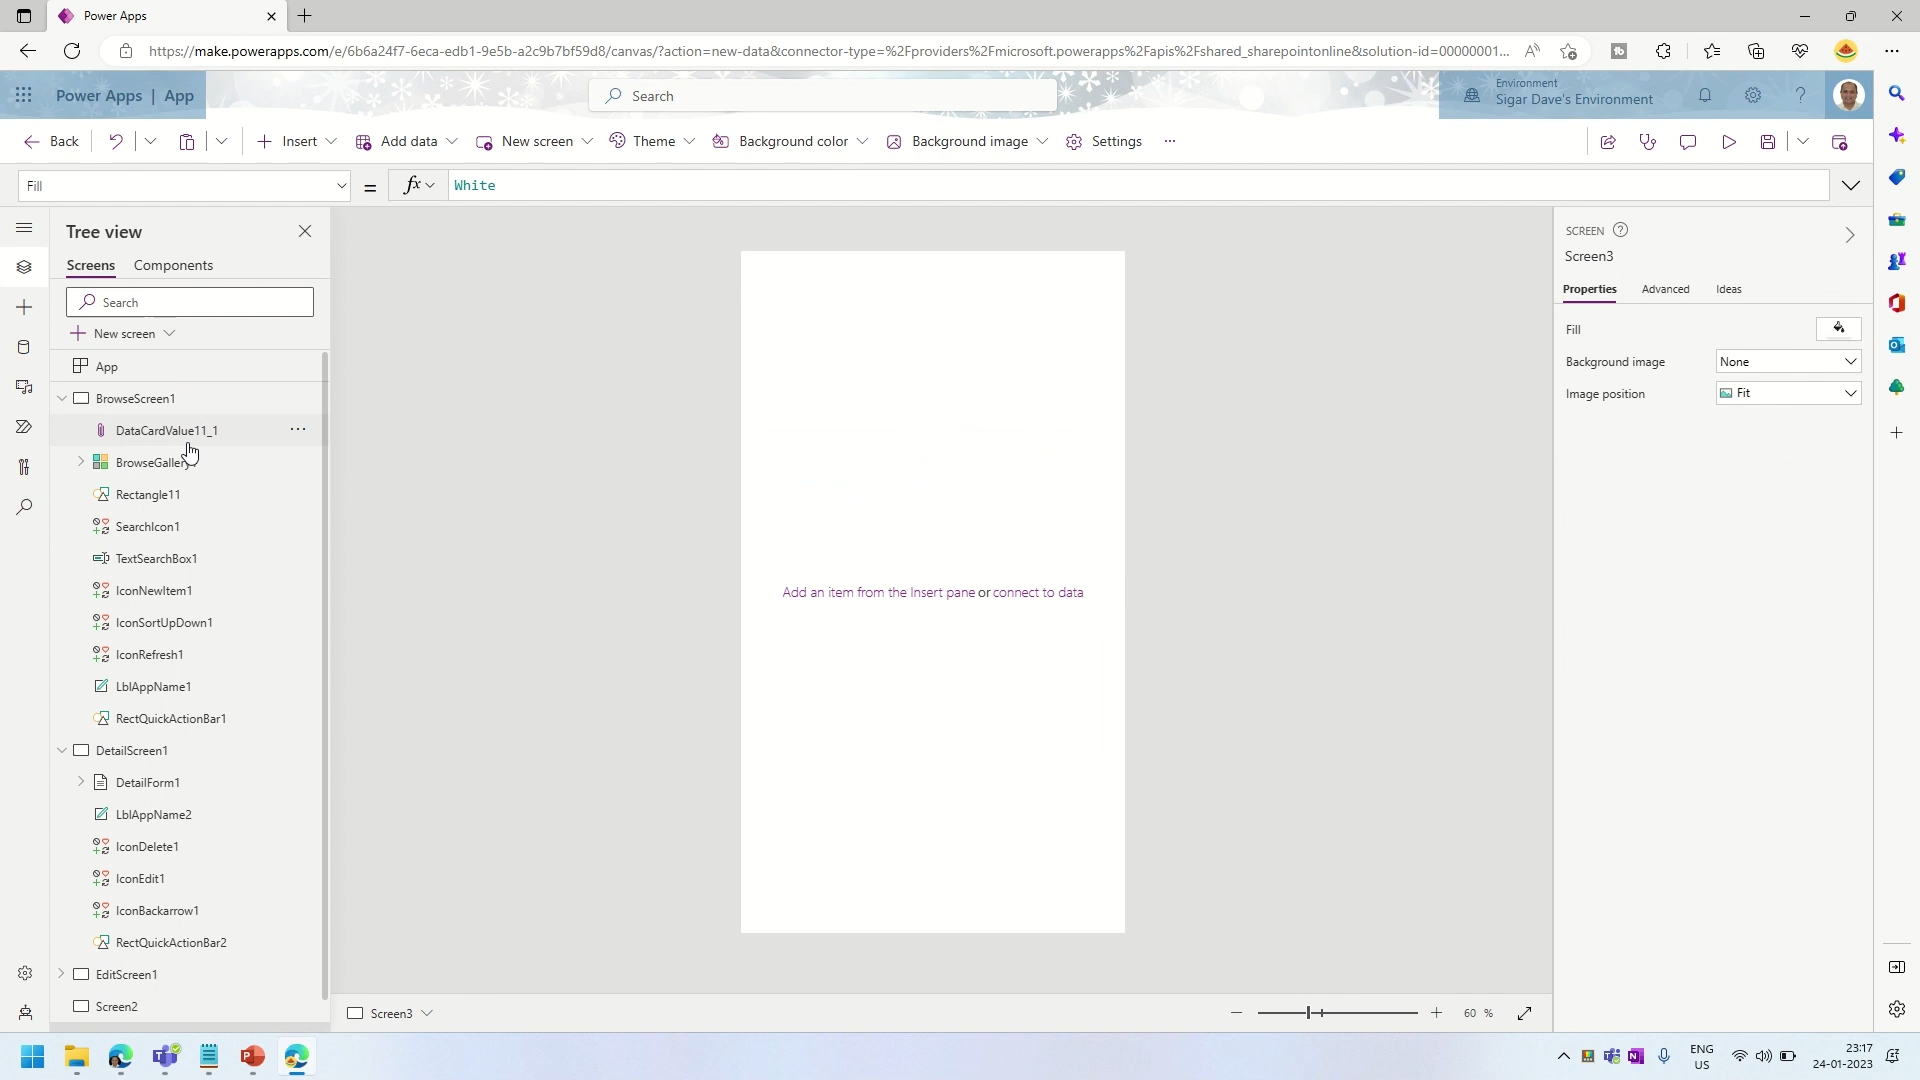 Power Apps
https://make.powerapps.com/e/6b6a24f7-6eca-edb1-9e5b-a2c9b7bf59d8/canvas/?action=new-data&connector-type=%2Fproviders%2Fmicrosoft.powerapps%2Fapis%2Fshared_sharepointonline&solution-id=00000001...
Power Apps | App
Search
Environment
Sigar Dave's Environment
Back
Insert
Add data
New screen
Theme
Background color
Background image
Settings
Fill
=
fx
White
Tree view
Screens
Components
Search
New screen
App
BrowseScreen1
DataCardValue11_1
BrowseGallery
Rectangle11
SearchIcon1
TextSearchBox1
IconNewItem1
IconSortUpDown1
IconRefresh1
LblAppName1
RectQuickActionBar1
DetailScreen1
DetailForm1
LblAppName2
IconDelete1
IconEdit1
IconBackarrow1
RectQuickActionBar2
EditScreen1
Screen2
Add an item from the Insert pane or connect to data
Screen3
60 %
SCREEN
Screen3
Properties
Advanced
Ideas
Fill
Background image
None
Image position
Fit
ENG
US
23:17
24-01-2023